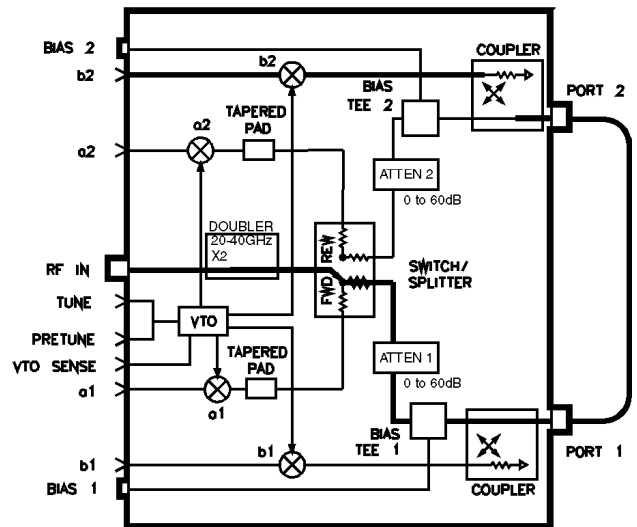 BIAS 2
b2
b2
COUPLER
PORT 2
BIAS
TEE 2
TAPERED
PAD
a2
a2
ATTEN 2
0 to 60dB
DOUBLER
20-40GHz
X2
REW
RF IN
SWITCH/
SPLITTER
FWD
TUNE
VTO
PRETUNE
TAPERED
PAD
ATTEN 1
VTO SENSE
0 to 60dB
a1
a1
BIAS
TEE 1
b1
b1
PORT 1
BIAS 1
COUPLER